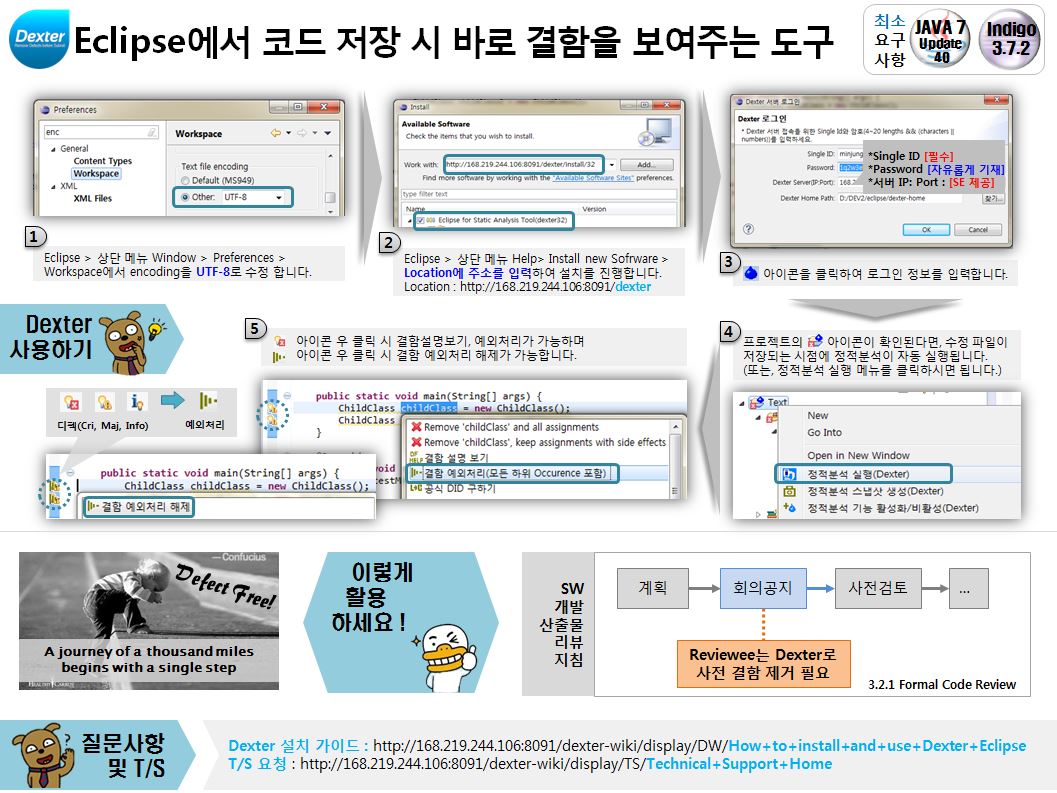 Dexter
Eclipse에서 코드 저장 시 바로 결함을 보여주는 도구
최소
요구
사항
JAVA 7
Update
40
Indigo
3.7.2
Preferences
enc
General
Content Types
Workspace
XML
XML Files
Workspace
Text file encoding
Default (MS949)
Other: UTF-8
1
Eclipse > 상단 메뉴 Window > Preferences >
Workspace에서 encoding을 UTF-8로 수정 합니다.
Install
Available Software
Check the items that you wish to install.
Work with: http://168.219.244.106:8091/dexter/install/32 Add...
Find more software by working with the "Available Software Sites" preferences.
type filter text
Name Version
Eclipse for Static Analysis Tool(dexter32)
2
Eclipse > 상단 메뉴 Help> Install new Sofrware >
Location에 주소를 입력하여 설치를 진행합니다.
Location : http://168.219.244.106:8091/dexter
Dexter 서버 로그인
Dexter 로그인
* Dexter 서버 접속을 위한 Single Id와 암호(4~20 lengths && (characters ||
numbers))를 입력하세요.
Single ID: minjung
Password:
Dexter Server(IP:Port): 168.
Dexter Home Path: D:/DEV2/eclipse/dexter-home 찾기...
OK Cancel
*Single ID [필수]
*Password [자유롭게 기재]
*서버 IP: Port : [SE 제공]
3
아이콘을 클릭하여 로그인 정보를 입력합니다.
Dexter
사용하기
5
아이콘 우 클릭 시 결함설명보기, 예외처리가 가능하며
아이콘 우 클릭 시 결함 예외처리 해제가 가능합니다.
4
프로젝트의 아이콘이 확인된다면, 수정 파일이
저장되는 시점에 정적분석이 자동 실행됩니다.
(또는, 정적분석 실행 메뉴를 클릭하시면 됩니다.)
디펙(Cri, Maj, Info) 예외처리
public static void main(String[] args) {
ChildClass childClass = new ChildClass();
ChildC
}
c void
testM
Remove 'childClass' and all assignments
Remove 'childClass', keep assignments with side effects
결함 설명 보기
결함 예외처리(모든 하위 Occurence 포함)
공식 DID 구하기
public static void main(String[] args) {
ChildClass childClass = new ChildClass();
결함 예외처리 해제
Text
New
Go Into
Open in New Window
정적분석 실행(Dexter)
정적분석 스냅샷 생성(Dexter)
정적분석 기능 활성화/비활성(Dexter)
—Confucius
Defect Free!
A journey of a thousand miles
begins with a single step
이렇게
활용
하세요 !
SW
개발
산출물
리뷰
지침
계획
회의공지
사전검토
...
Reviewee는 Dexter로
사전 결함 제거 필요
3.2.1 Formal Code Review
질문사항
및 T/S
Dexter 설치 가이드 : http://168.219.244.106:8091/dexter-wiki/display/DW/How+to+install+and+use+Dexter+Eclipse
T/S 요청 : http://168.219.244.106:8091/dexter-wiki/display/TS/Technical+Support+Home